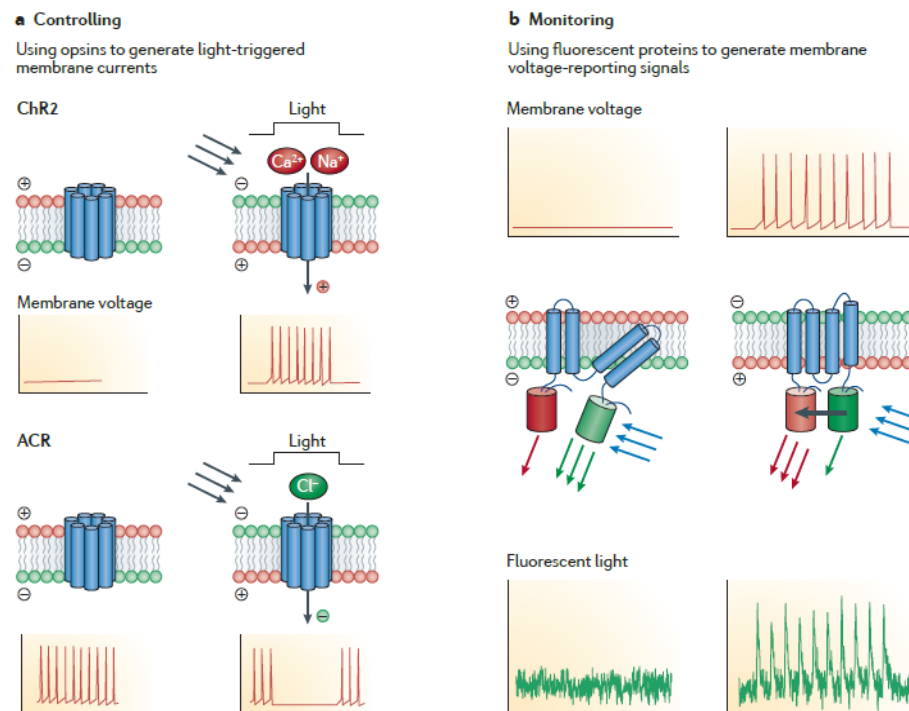 a Controlling
Using opsins to generate light-triggered
membrane currents
ChR2
Light
Ca²⁺ Na⁺
⊕ ⊖
⊖ ⊕
+
Membrane voltage
ACR
Light
Cl⁻
⊕ ⊖
⊖ ⊕
−
b Monitoring
Using fluorescent proteins to generate membrane
voltage-reporting signals
Membrane voltage
⊕ ⊖
⊖ ⊕
Fluorescent light